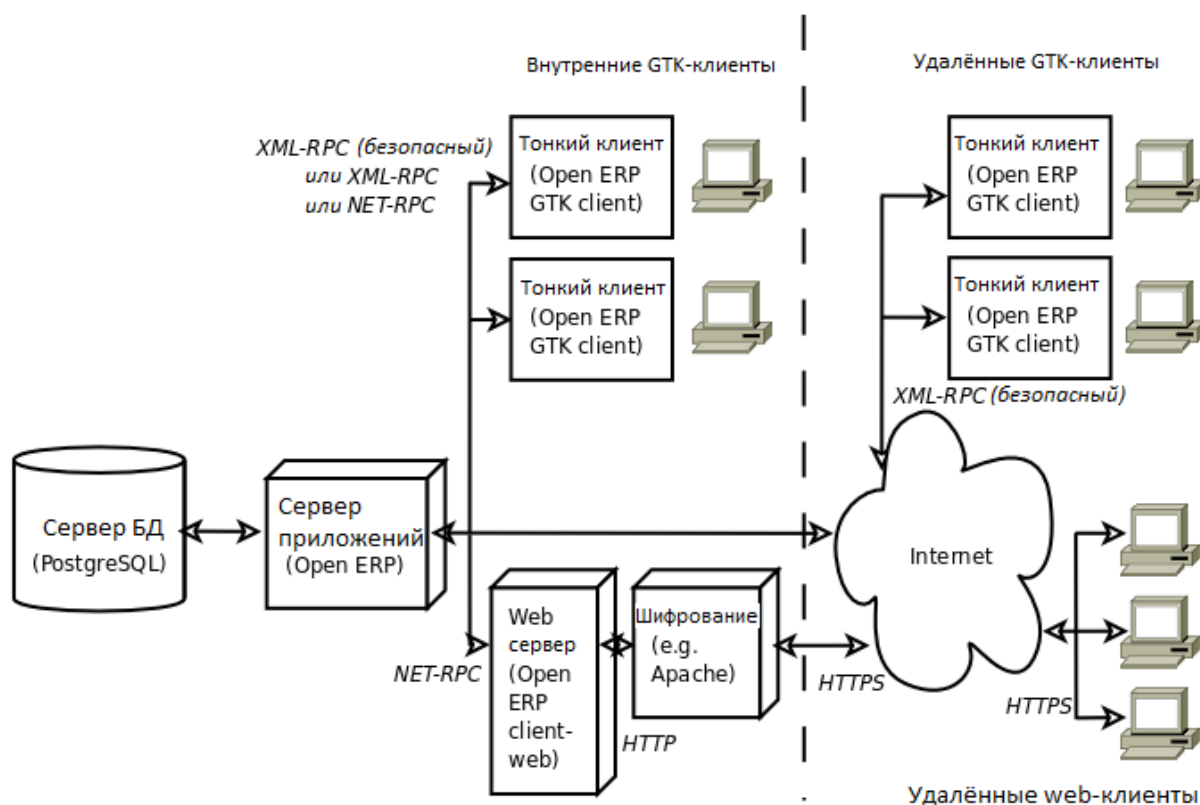 Внутренние GTK-клиенты
Удалённые GTK-клиенты
XML-RPC (безопасный)
или XML-RPC
или NET-RPC
Тонкий клиент
(Open ERP
GTK client)
Тонкий клиент
(Open ERP
GTK client)
Тонкий клиент
(Open ERP
GTK client)
Тонкий клиент
(Open ERP
GTK client)
XML-RPC (безопасный)
Сервер БД
(PostgreSQL)
Сервер
приложений
(Open ERP)
Internet
Web
сервер
(Open
ERP
client-
web)
Шифрование
(e.g.
Apache)
NET-RPC
HTTP
HTTPS
HTTPS
Удалённые web-клиенты